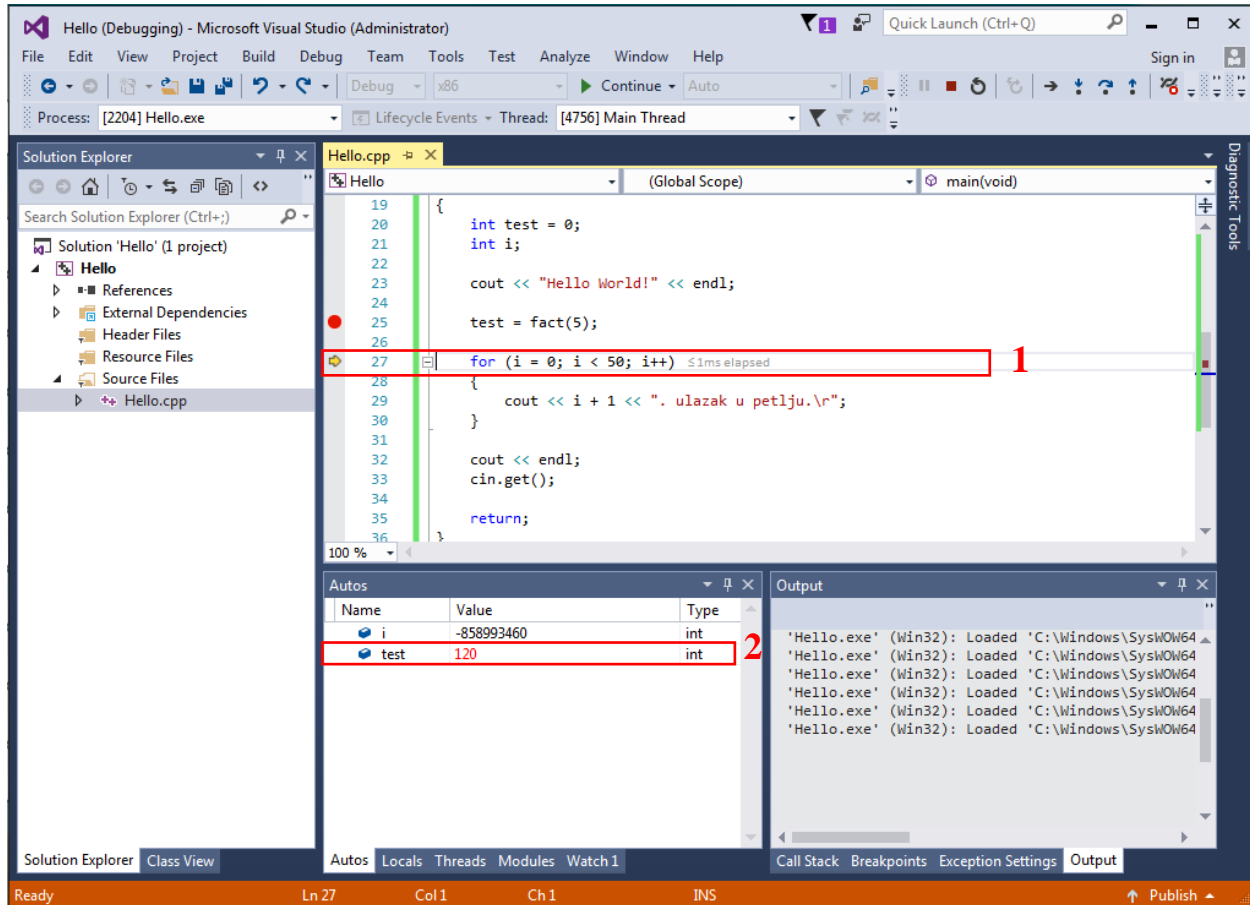 Hello (Debugging) - Microsoft Visual Studio (Administrator)
1
Quick Launch (Ctrl+Q)
File Edit View Project Build Debug Team Tools Test Analyze Window Help
Sign in
Debug x86 Continue Auto
Process: [2204] Hello.exe Lifecycle Events Thread: [4756] Main Thread
Solution Explorer
Search Solution Explorer (Ctrl+;)
Solution 'Hello' (1 project)
Hello
References
External Dependencies
Header Files
Resource Files
Source Files
Hello.cpp
Solution Explorer Class View
Hello.cpp
Hello (Global Scope) main(void)
19 {
20 int test = 0;
21 int i;
22
23 cout << "Hello World!" << endl;
24
25 test = fact(5);
26
27 for (i = 0; i < 50; i++) ≤1ms elapsed
1
28 {
29 cout << i + 1 << ". ulazak u petlju.\r";
30 }
31
32 cout << endl;
33 cin.get();
34
35 return;
36 }
100 %
Diagnostic Tools
Autos
Name Value Type
i -858993460 int
test 120 int
2
Autos Locals Threads Modules Watch 1
Output
'Hello.exe' (Win32): Loaded 'C:\Windows\SysWOW64
'Hello.exe' (Win32): Loaded 'C:\Windows\SysWOW64
'Hello.exe' (Win32): Loaded 'C:\Windows\SysWOW64
'Hello.exe' (Win32): Loaded 'C:\Windows\SysWOW64
'Hello.exe' (Win32): Loaded 'C:\Windows\SysWOW64
'Hello.exe' (Win32): Loaded 'C:\Windows\SysWOW64
Call Stack Breakpoints Exception Settings Output
Ready Ln 27 Col 1 Ch 1 INS Publish